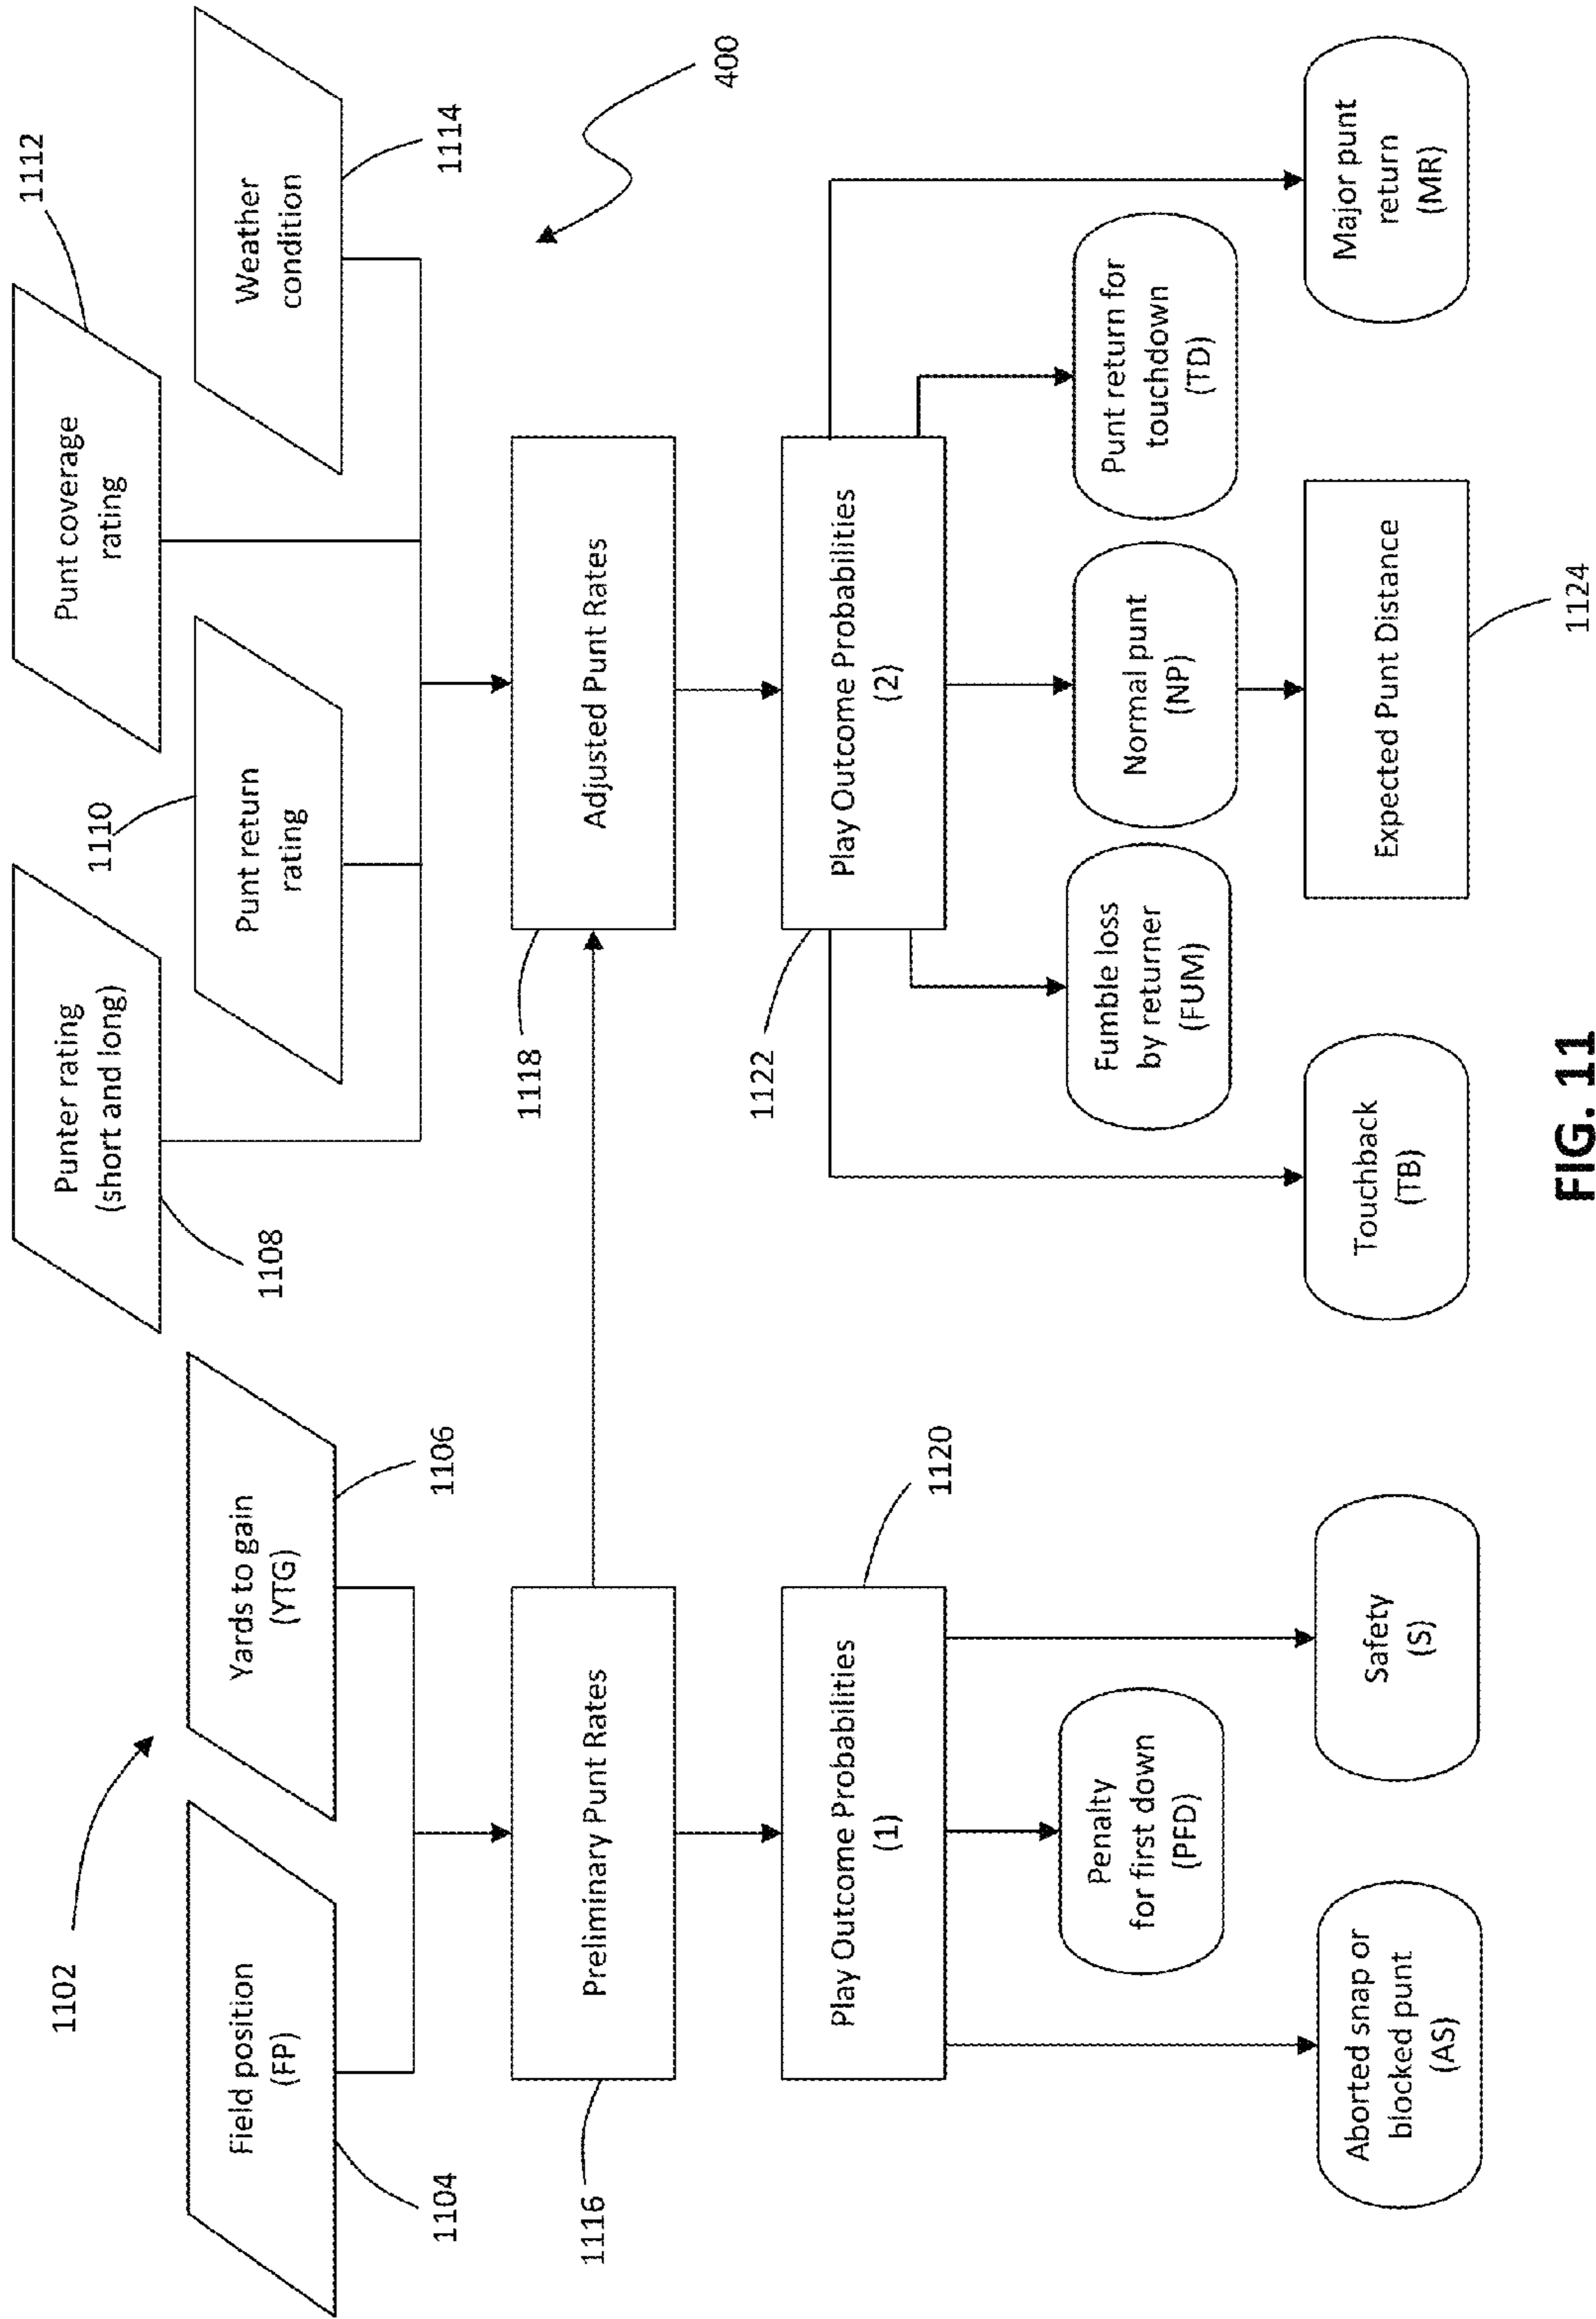 1102
Field position
(FP)
1104
Yards to gain
(YTG)
1106
Punter rating
(short and long)
1108
1110
Punt return
rating
Punt coverage
rating
1112
Weather
condition
1114
400
Preliminary Punt Rates
1116
Adjusted Punt Rates
1118
Play Outcome Probabilities
(1)
1120
Play Outcome Probabilities
(2)
1122
Aborted snap or
blocked punt
(AS)
Penalty
for first down
(PFD)
Safety
(S)
Touchback
(TB)
Fumble loss
by returner
(FUM)
Normal punt
(NP)
Punt return for
touchdown
(TD)
Major punt
return
(MR)
Expected Punt Distance
1124
FIG. 11